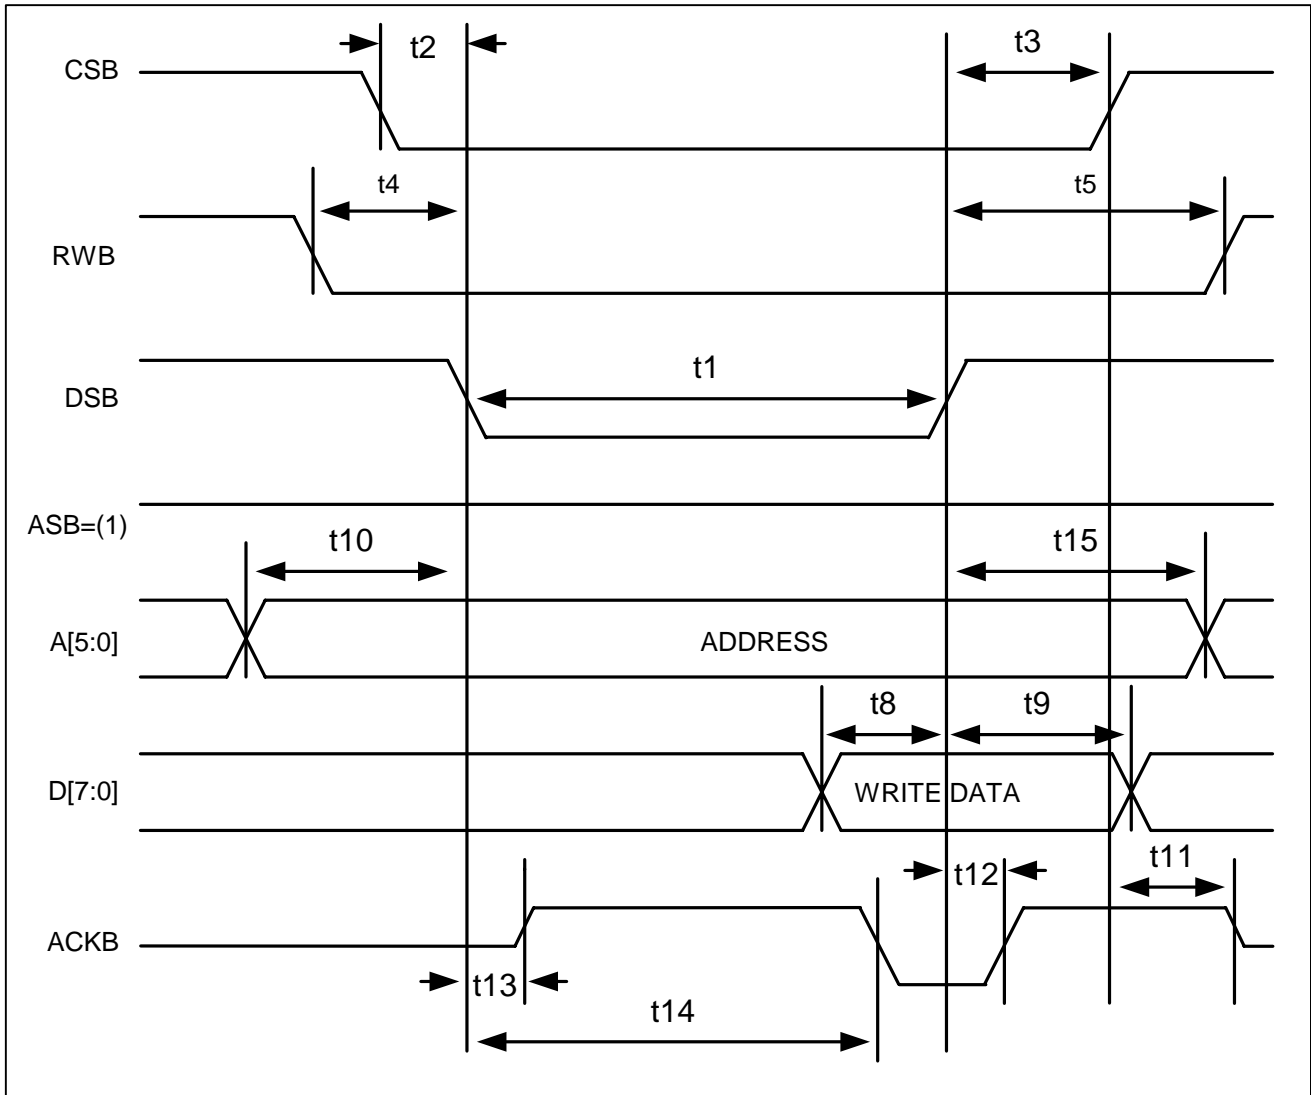 t2
t3
CSB
t4
t5
RWB
t1
DSB
ASB=(1)
t10
t15
A[5:0]
ADDRESS
t8
t9
D[7:0]
WRITE DATA
t12
t11
ACKB
t13
t14